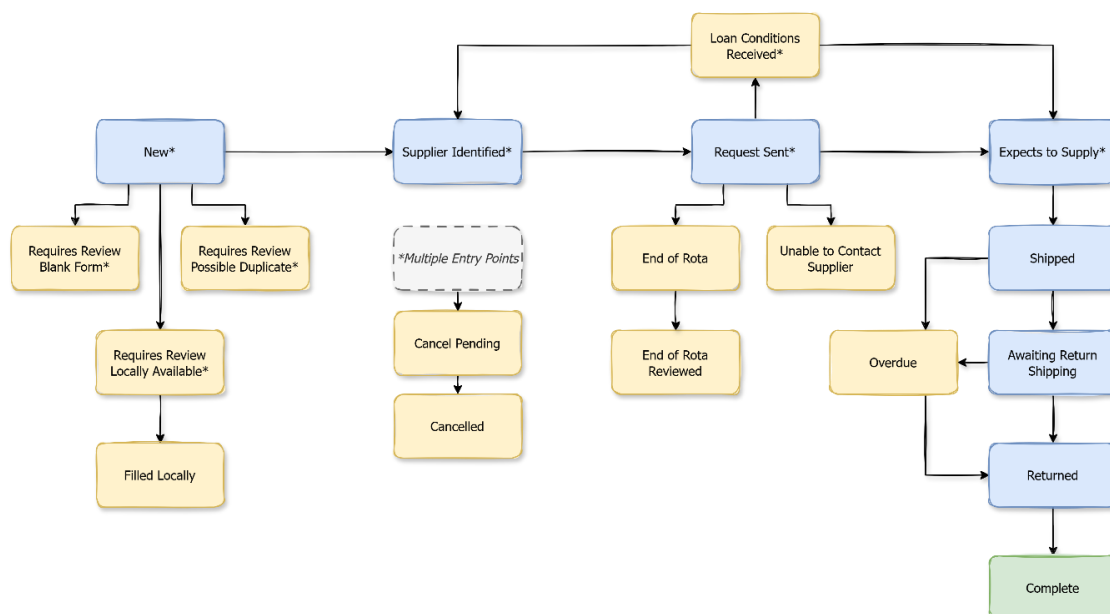 Loan Conditions
Received*
New*
Supplier Identified*
Request Sent*
Expects to Supply*
Requires Review
Blank Form*
Requires Review
Possible Duplicate*
*Multiple Entry Points
End of Rota
Unable to Contact
Supplier
Shipped
Requires Review
Locally Available*
Cancel Pending
End of Rota
Reviewed
Overdue
Awaiting Return
Shipping
Cancelled
Filled Locally
Returned
Complete